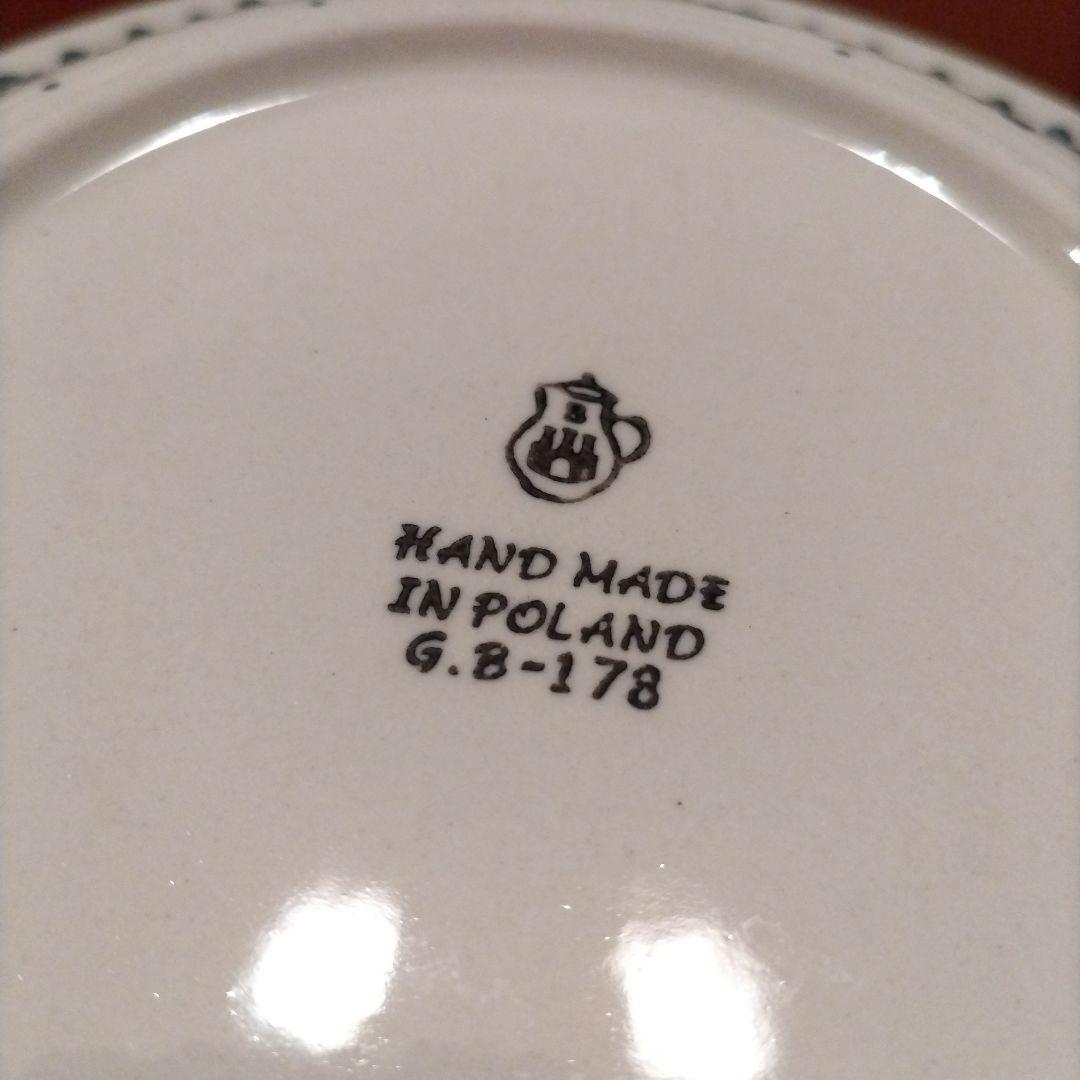 B
HAND MADE
IN POLAND
G.B-178